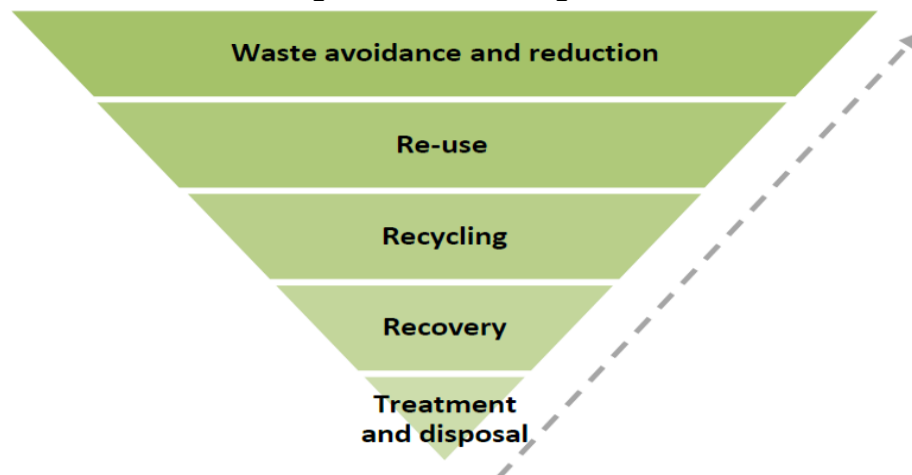 Waste avoidance and reduction
Re-use
Recycling
Recovery
Treatment
and disposal